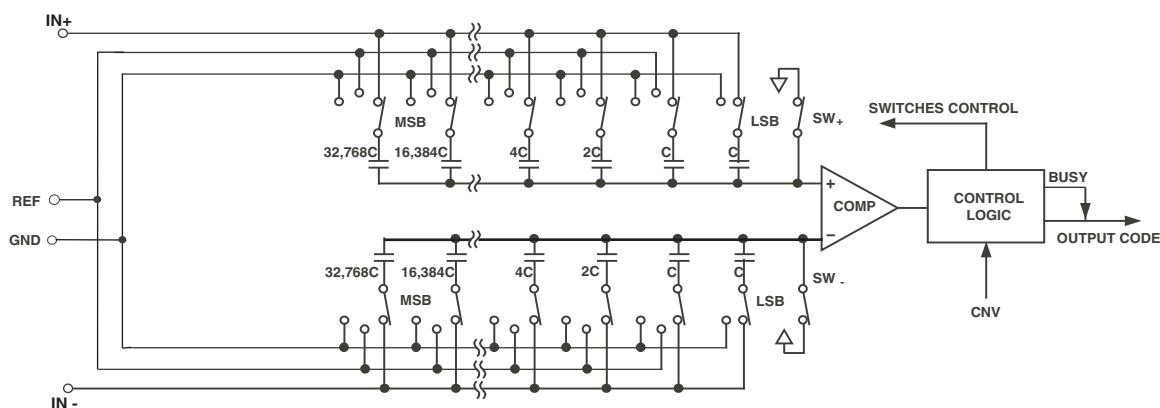 IN+
SWITCHES CONTROL
MSB
LSB
SW+
32,768C
16,384C
4C
2C
C
C
BUSY
REF
+
COMP
CONTROL
LOGIC
GND
−
OUTPUT CODE
32,768C
16,384C
4C
2C
C
C
SW -
MSB
LSB
CNV
IN -